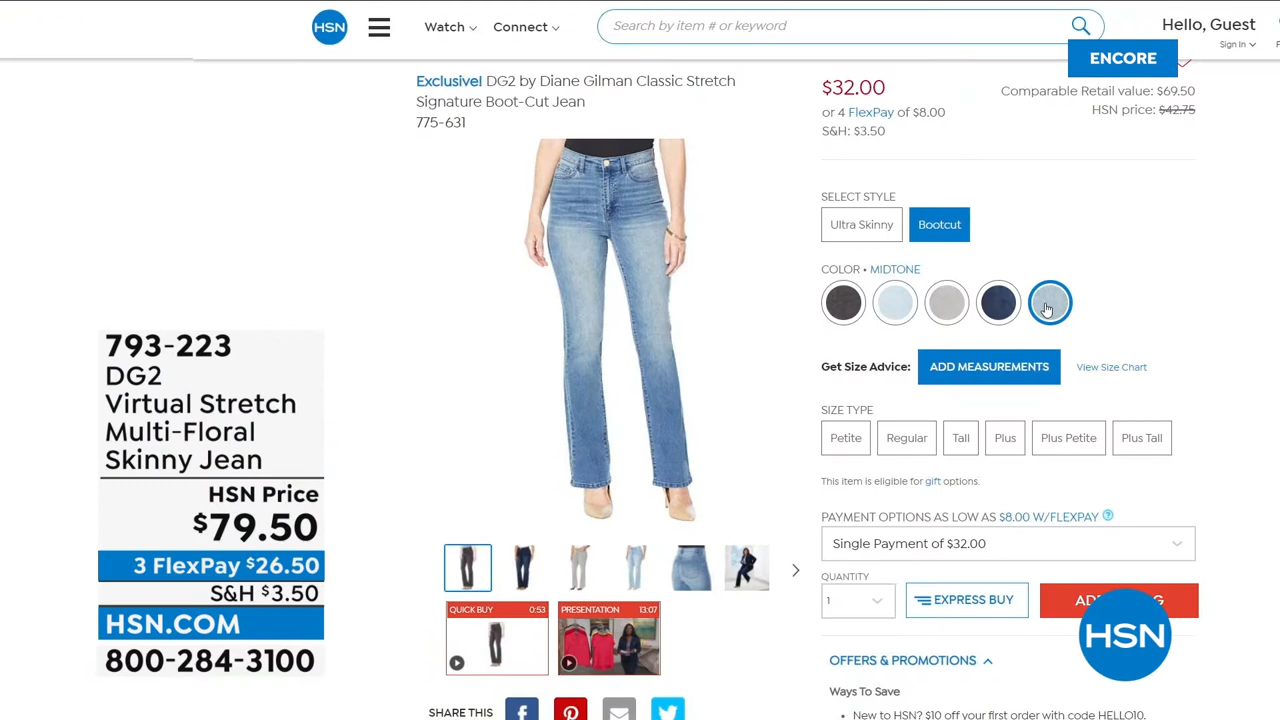 HSN
Watch
Connect
Search by item # or keyword
Hello, Guest
Sign In
ENCORE
Exclusive! DG2 by Diane Gilman Classic Stretch
Signature Boot-Cut Jean
775-631
$32.00
or 4 FlexPay of $8.00
S&H: $3.50
Comparable Retail value: $69.50
HSN price: $42.75
SELECT STYLE
Ultra Skinny
Bootcut
COLOR • MIDTONE
Get Size Advice:
ADD MEASUREMENTS
View Size Chart
SIZE TYPE
Petite
Regular
Tall
Plus
Plus Petite
Plus Tall
This item is eligible for gift options.
PAYMENT OPTIONS AS LOW AS $8.00 W/FLEXPAY ?
Single Payment of $32.00
QUANTITY
1
EXPRESS BUY
HSN
OFFERS & PROMOTIONS
Ways To Save
• New to HSN? $10 off your first order with code HELLO10.
793-223
DG2
Virtual Stretch
Multi-Floral
Skinny Jean
HSN Price
$79.50
3 FlexPay $26.50
S&H $3.50
HSN.COM
800-284-3100
QUICK BUY 0:53
PRESENTATION 13:07
SHARE THIS